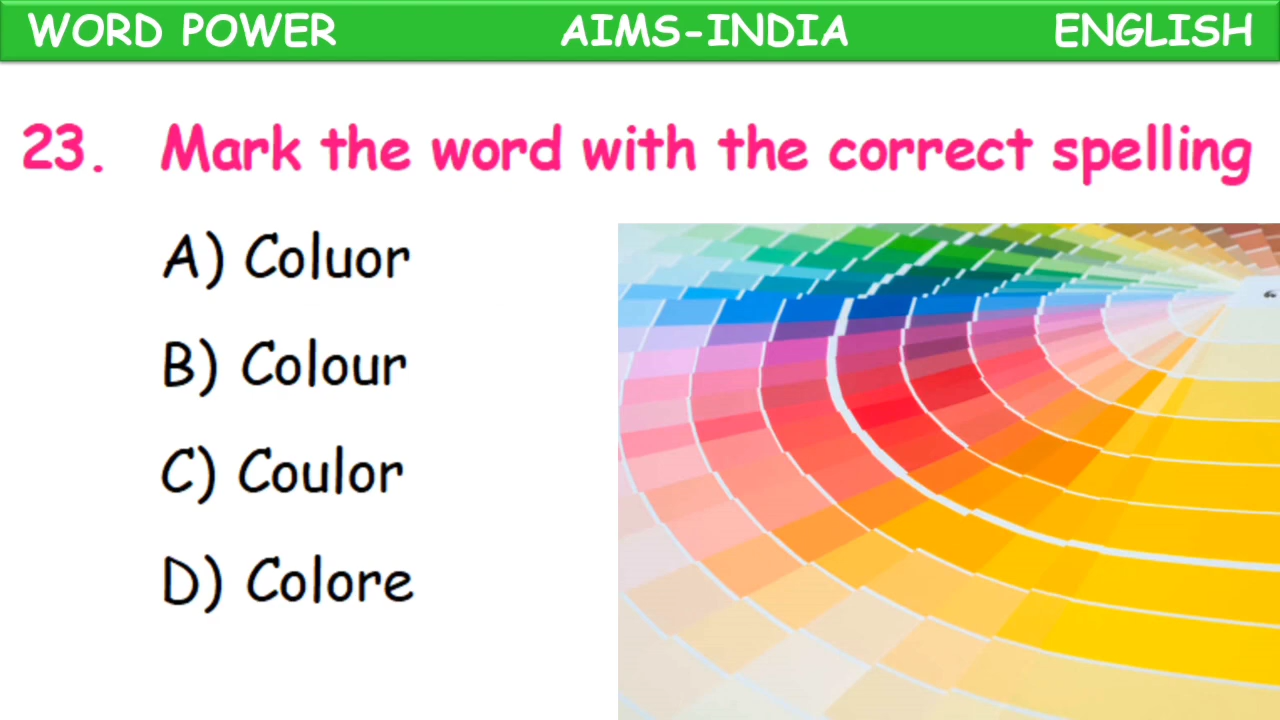 WORD POWER AIMS-INDIA ENGLISH
23. Mark the word with the correct spelling
A) Coluor
B) Colour
C) Coulor
D) Colore